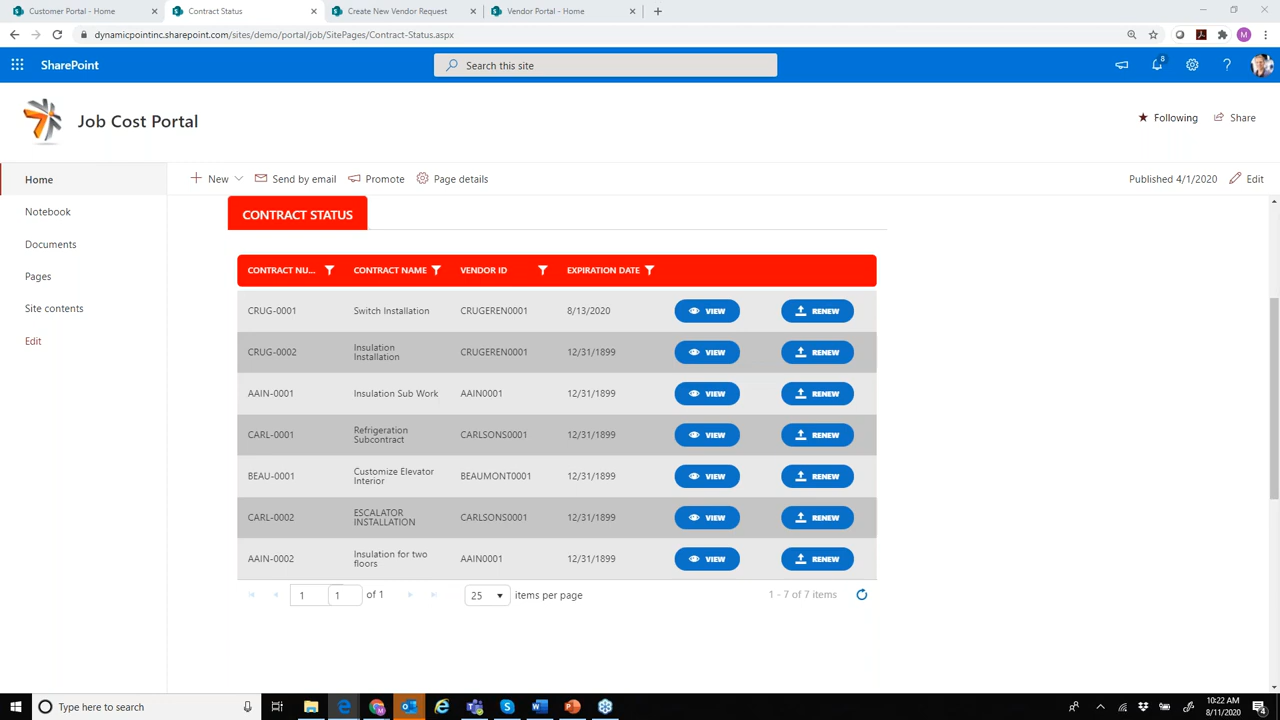 Customer Portal - Home
Contract Status
Create New Vendor Request
Vendor Portal - Home
dynamicpointinc.sharepoint.com/sites/demo/portal/job/SitePages/Contract-Status.aspx
M
SharePoint
Search this site
8
Job Cost Portal
Following
Share
Home
New
Send by email
Promote
Page details
Published 4/1/2020
Edit
Notebook
Documents
Pages
Site contents
Edit
CONTRACT STATUS
CONTRACT NU... CONTRACT NAME VENDOR ID EXPIRATION DATE
CRUG-0001 Switch Installation CRUGEREN0001 8/13/2020 VIEW RENEW
CRUG-0002 Insulation Installation CRUGEREN0001 12/31/1899 VIEW RENEW
AAIN-0001 Insulation Sub Work AAIN0001 12/31/1899 VIEW RENEW
CARL-0001 Refrigeration Subcontract CARLSONS0001 12/31/1899 VIEW RENEW
BEAU-0001 Customize Elevator Interior BEAUMONT0001 12/31/1899 VIEW RENEW
CARL-0002 ESCALATOR INSTALLATION CARLSONS0001 12/31/1899 VIEW RENEW
AAIN-0002 Insulation for two floors AAIN0001 12/31/1899 VIEW RENEW
1 1 of 1 25 items per page 1 - 7 of 7 items
Type here to search
10:22 AM
8/11/2020
4